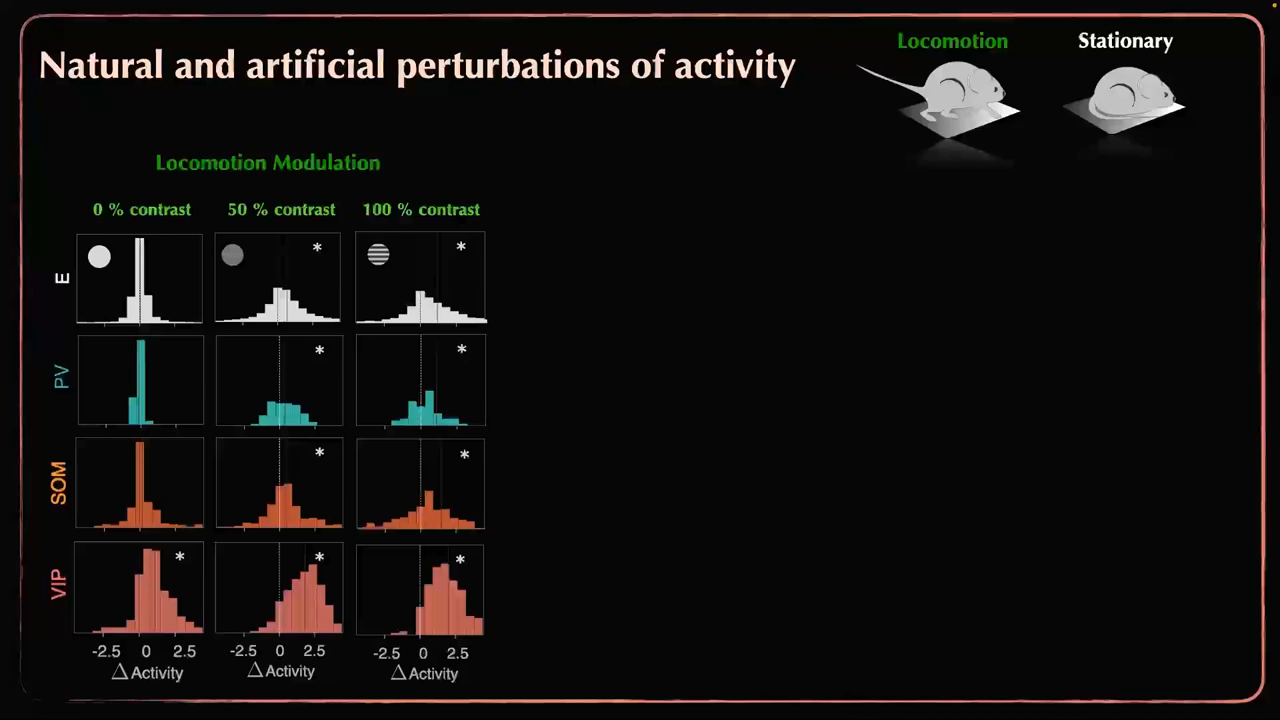 Locomotion
Stationary
Natural and artificial perturbations of activity
Locomotion Modulation
0 % contrast
50 % contrast
100 % contrast
E
*
*
PV
*
*
SOM
*
*
VIP
*
*
*
-2.5 0 2.5
-2.5 0 2.5
-2.5 0 2.5
Δ Activity
Δ Activity
Δ Activity